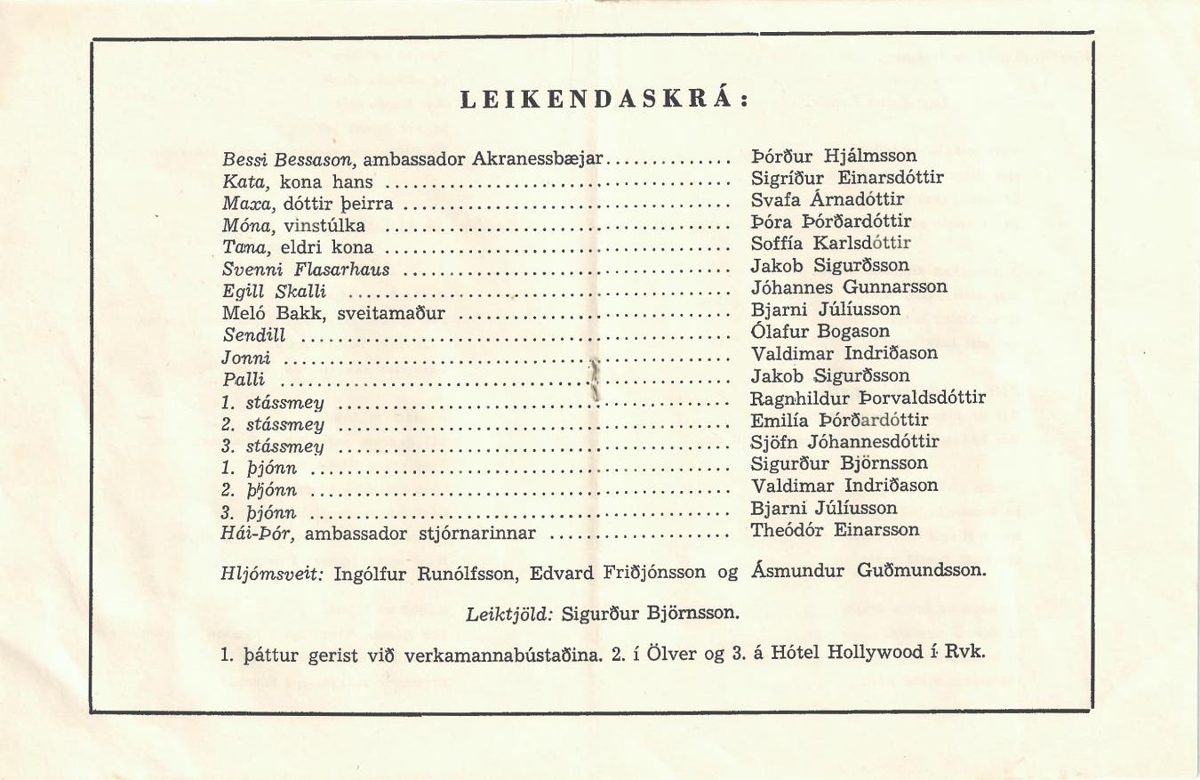 LEIKENDASKRÁ:
Bessi Bessason, ambassador Akranessbæjar.............. Þórður Hjálmsson
Kata, kona hans ...................................... Sigríður Einarsdóttir
Maxa, dóttir þeirra .................................... Svafa Árnadóttir
Móna, vinstúlka ...................................... Þóra Þórðardóttir
Tana, eldri kona ....................................... Soffía Karlsdóttir
Svenni Flasarhaus .................................... Jakob Sigurðsson
Egill Skalli .......................................... Jóhannes Gunnarsson
Meló Bakk, sveitamaður .............................. Bjarni Júlíusson
Sendill ............................................... Ólafur Bogason
Jonni ................................................. Valdimar Indriðason
Palli ................................................. Jakob Sigurðsson
1. stássmey ........................................... Ragnhildur Þorvaldsdóttir
2. stássmey ........................................... Emilía Þórðardóttir
3. stássmey ........................................... Sjöfn Jóhannesdóttir
1. þjónn .............................................. Sigurður Björnsson
2. þjónn .............................................. Valdimar Indriðason
3. þjónn .............................................. Bjarni Júlíusson
Hái-Þór, ambassador stjórnarinnar .................... Theódór Einarsson
Hljómsveit: Ingólfur Runólfsson, Edvard Friðjónsson og Ásmundur Guðmundsson.
Leiktjöld: Sigurður Björnsson.
1. þáttur gerist við verkamannabústaðina. 2. í Ölver og 3. á Hótel Hollywood í Rvk.